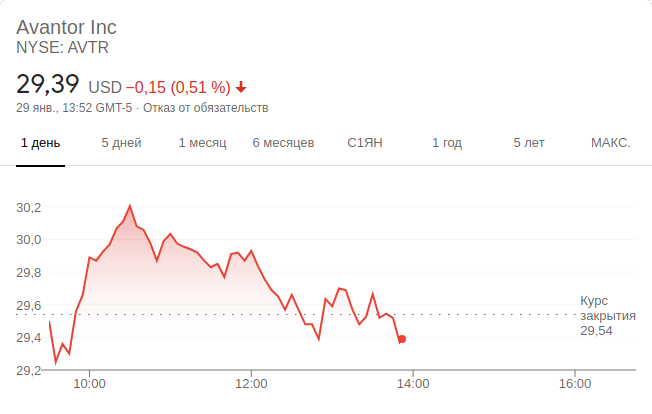 Avantor Inc
NYSE: AVTR
29,39 USD −0,15 (0,51 %)
29 янв., 13:52 GMT-5 · Отказ от обязательств
1 день 5 дней 1 месяц 6 месяцев С1ЯН 1 год 5 лет МАКС.
30,2
30,0
29,8
29,6
Курс
закрытия
29,54
29,4
29,2
10:00 12:00 14:00 16:00